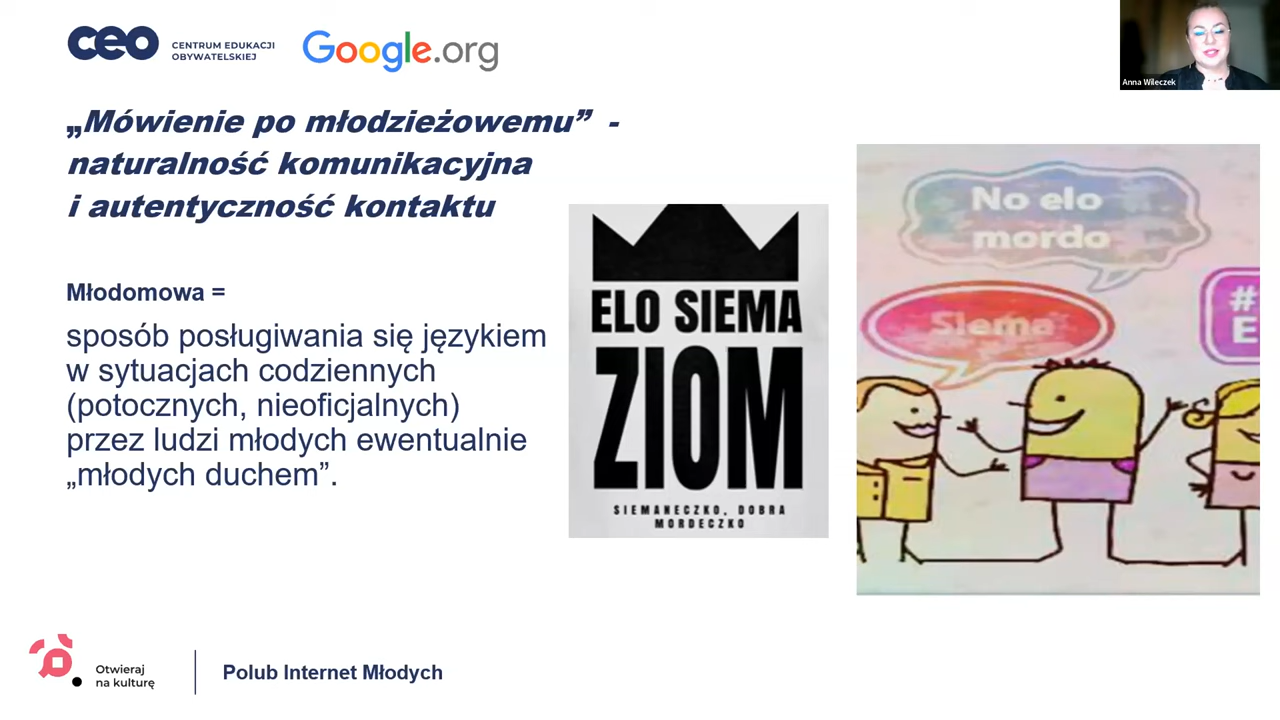 ceo
CENTRUM EDUKACJI
OBYWATELSKIEJ
Google.org
Anna Wileczek
„Mówienie po młodzieżowemu” -
naturalność komunikacyjna
i autentyczność kontaktu
Młodomowa =
sposób posługiwania się językiem
w sytuacjach codziennych
(potocznych, nieoficjalnych)
przez ludzi młodych ewentualnie
„młodych duchem”.
ELO SIEMA
ZIOM
SIEMANECZKO, DOBRA
MORDECZKO
No elo
mordo
Siema
#
E
Otwieraj
na kulturę
Polub Internet Młodych